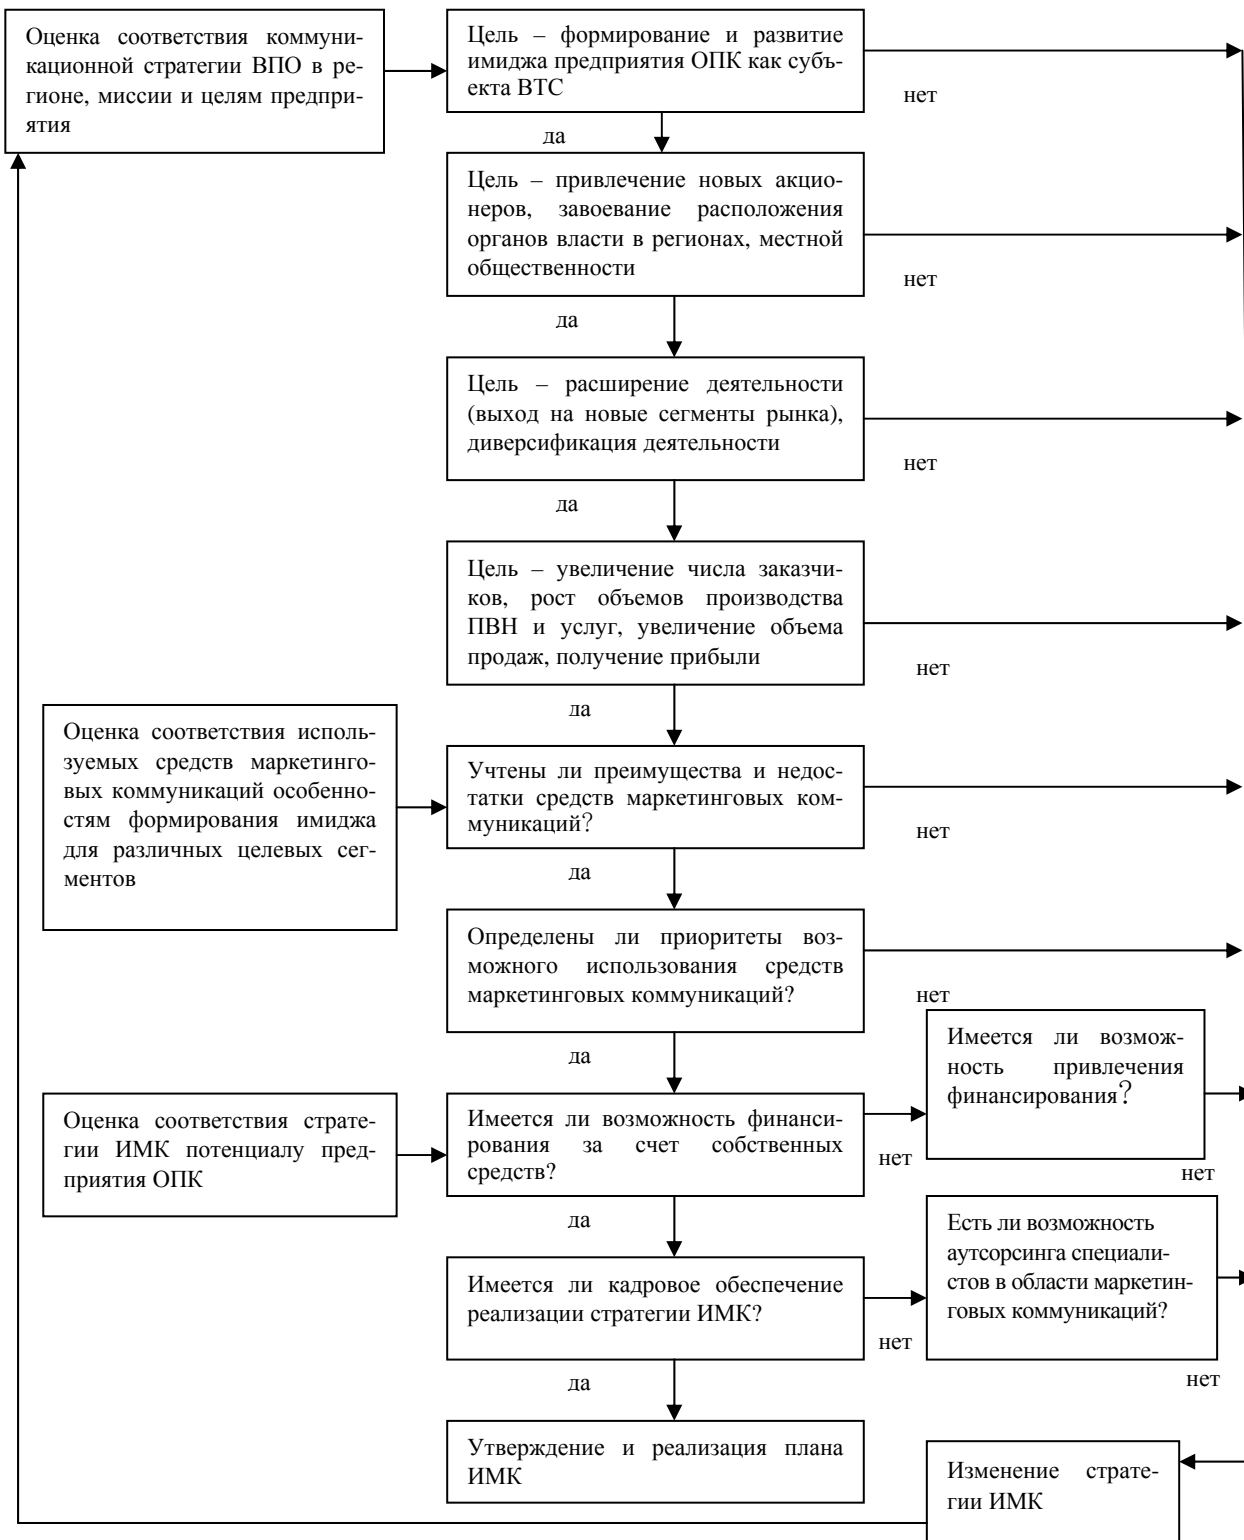 Оценка соответствия коммуни-
кационной стратегии ВПО в ре-
гионе, миссии и целям предпри-
ятия
Цель – формирование и развитие
имиджа предприятия ОПК как субъ-
екта ВТС
нет
да
Цель – привлечение новых акцио-
неров, завоевание расположения
органов власти в регионах, местной
общественности
нет
да
Цель – расширение деятельности
(выход на новые сегменты рынка),
диверсификация деятельности
нет
да
Цель – увеличение числа заказчи-
ков, рост объемов производства
ПВН и услуг, увеличение объема
продаж, получение прибыли
нет
да
Оценка соответствия исполь-
зуемых средств маркетинго-
вых коммуникаций особенно-
стям формирования имиджа
для различных целевых сег-
ментов
Учтены ли преимущества и недос-
татки средств маркетинговых ком-
муникаций?
нет
да
Определены ли приоритеты воз-
можного использования средств
маркетинговых коммуникаций?
нет
да
Имеется ли возмож-
ность привлечения
финансирования?
нет
Оценка соответствия страте-
гии ИМК потенциалу пред-
приятия ОПК
Имеется ли возможность финанси-
рования за счет собственных
средств?
нет
да
Есть ли возможность
аутсорсинга специали-
стов в области маркетин-
говых коммуникаций?
нет
Имеется ли кадровое обеспечение
реализации стратегии ИМК?
нет
да
Утверждение и реализация плана
ИМК
Изменение страте-
гии ИМК